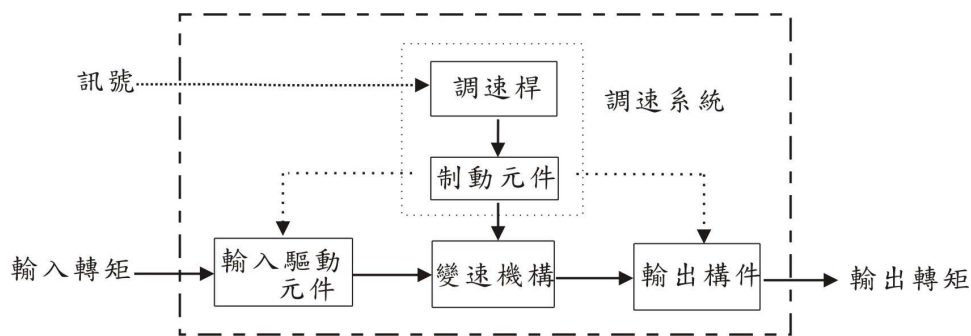 訊號
調速桿
調速系統
制動元件
輸入轉矩
輸入驅動
元件
變速機構
輸出構件
輸出轉矩